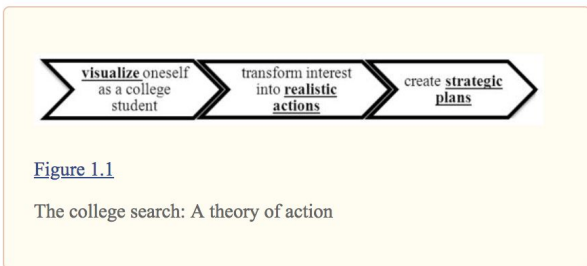 visualize oneself
as a college
student
transform interest
into realistic
actions
create strategic
plans
Figure 1.1
The college search: A theory of action